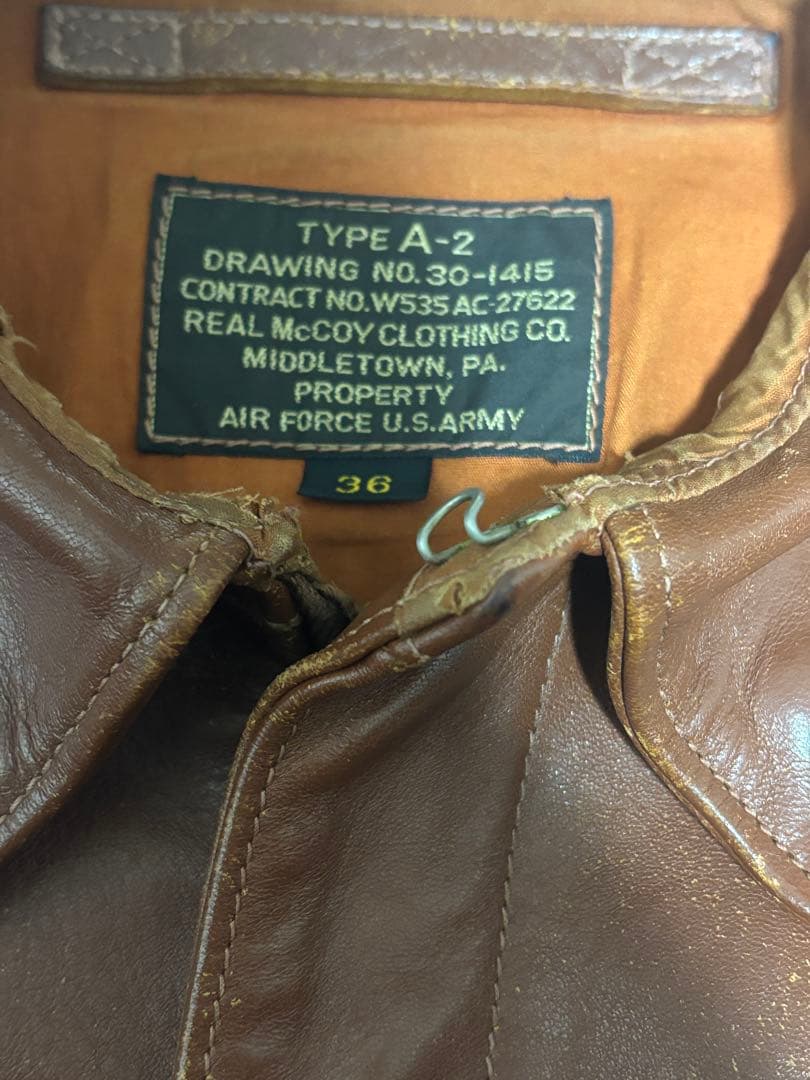 TYPE A-2
DRAWING NO. 30-1415
CONTRACT NO. W535 AC-27622
REAL McCOY CLOTHING CO.
MIDDLETOWN, PA.
PROPERTY
AIR FORCE U.S. ARMY
36